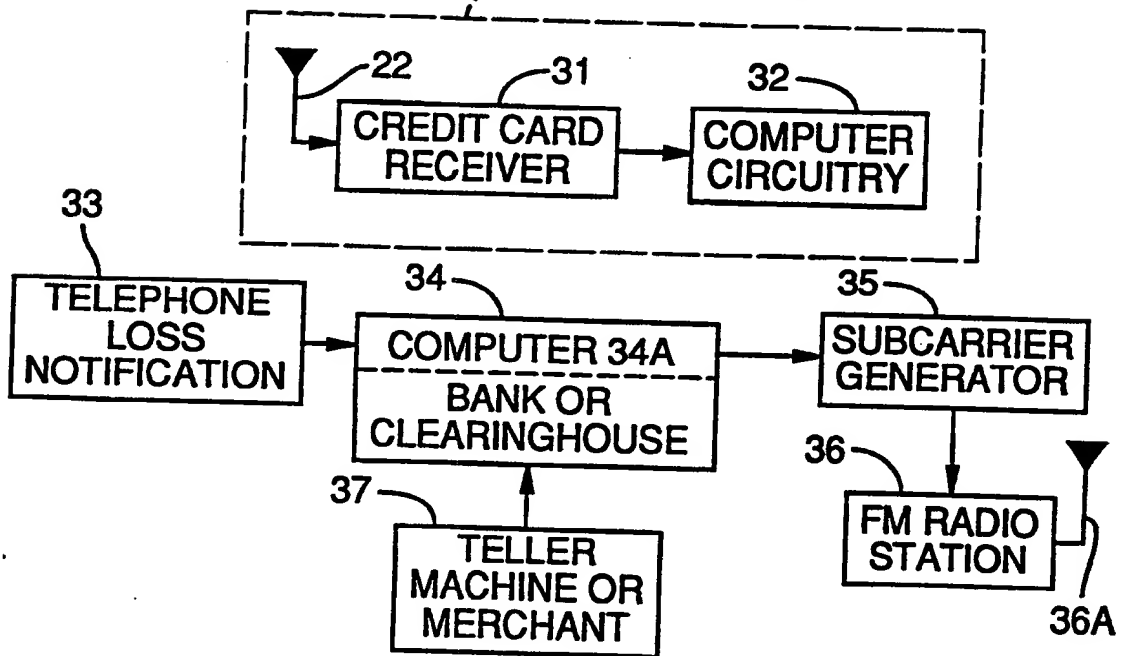 22
31
32
CREDIT CARD
RECEIVER
COMPUTER
CIRCUITRY
33
TELEPHONE
LOSS
NOTIFICATION
34
COMPUTER 34A
BANK OR
CLEARINGHOUSE
35
SUBCARRIER
GENERATOR
36
FM RADIO
STATION
36A
37
TELLER
MACHINE OR
MERCHANT